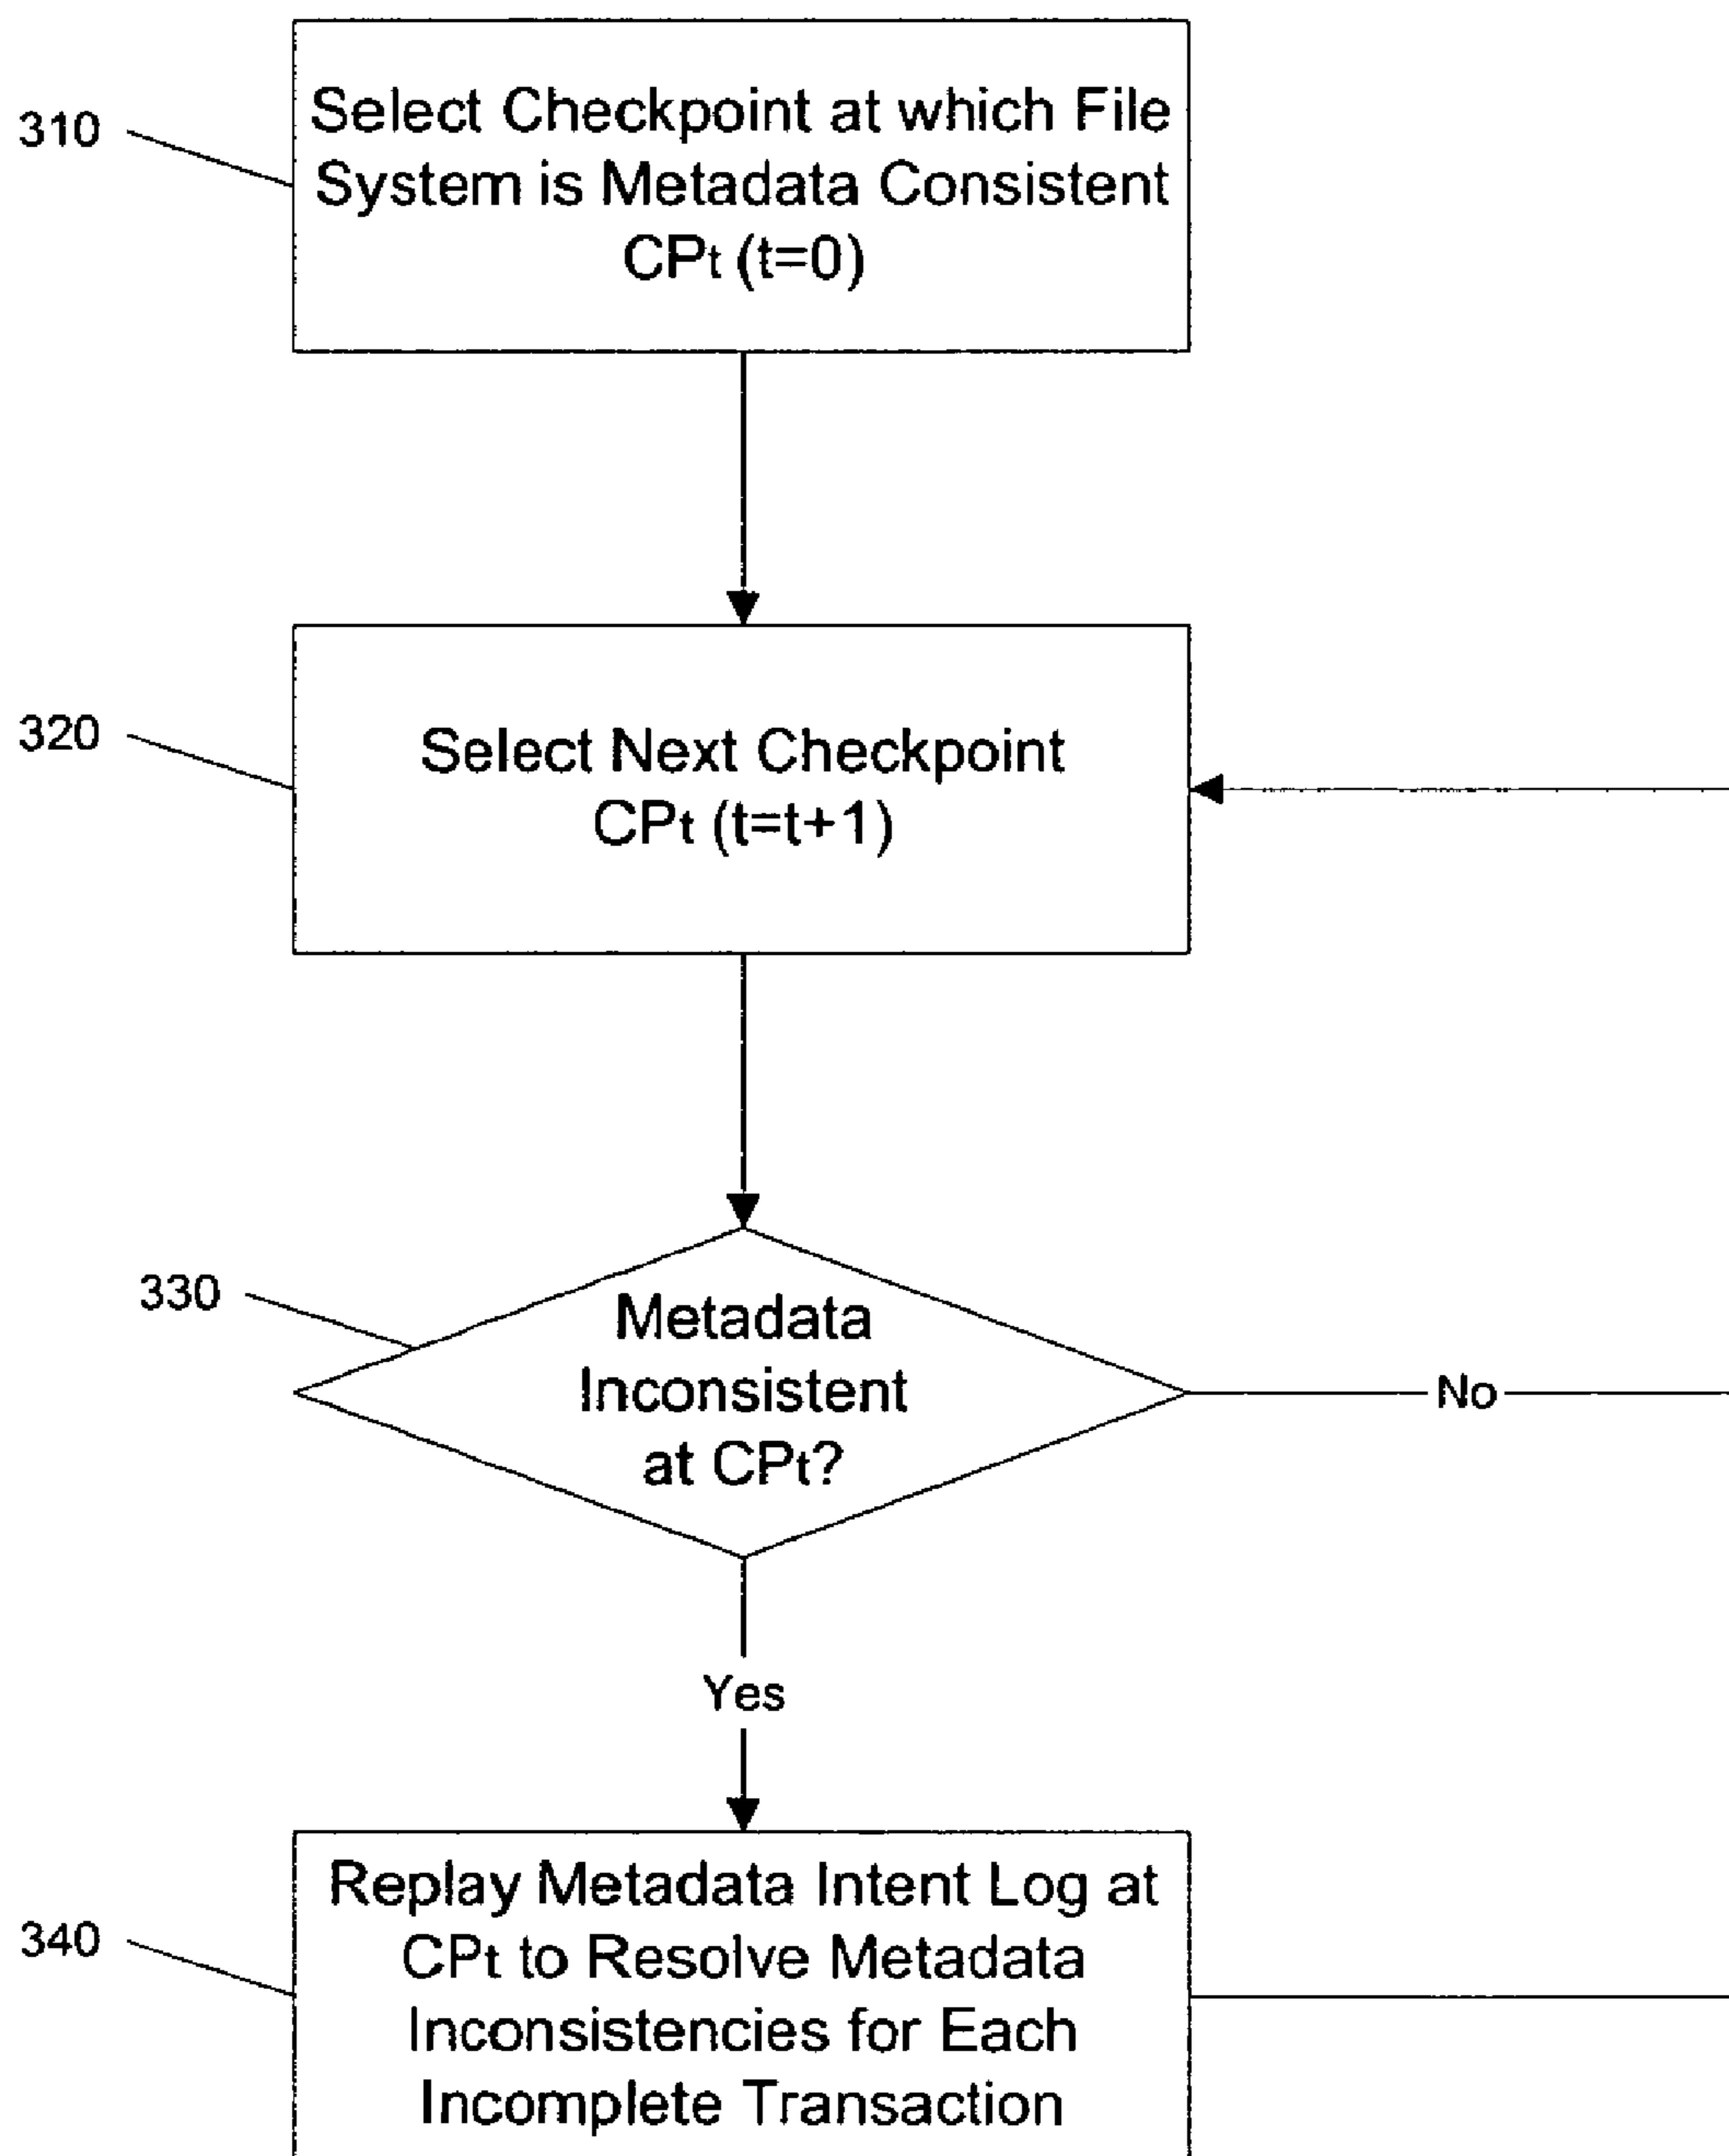 310
Select Checkpoint at which File
System is Metadata Consistent
CPt (t=0)
320
Select Next Checkpoint
CPt (t=t+1)
330
Metadata
Inconsistent
at CPt?
No
Yes
340
Replay Metadata Intent Log at
CPt to Resolve Metadata
Inconsistencies for Each
Incomplete Transaction